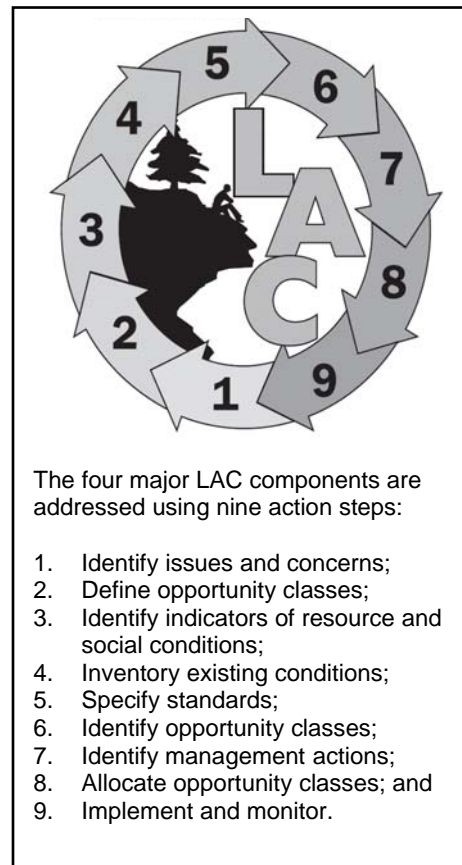 5
6
4
L
7
A
3
8
C
2
9
1
The four major LAC components are
addressed using nine action steps:
1. Identify issues and concerns;
2. Define opportunity classes;
3. Identify indicators of resource and
social conditions;
4. Inventory existing conditions;
5. Specify standards;
6. Identify opportunity classes;
7. Identify management actions;
8. Allocate opportunity classes; and
9. Implement and monitor.